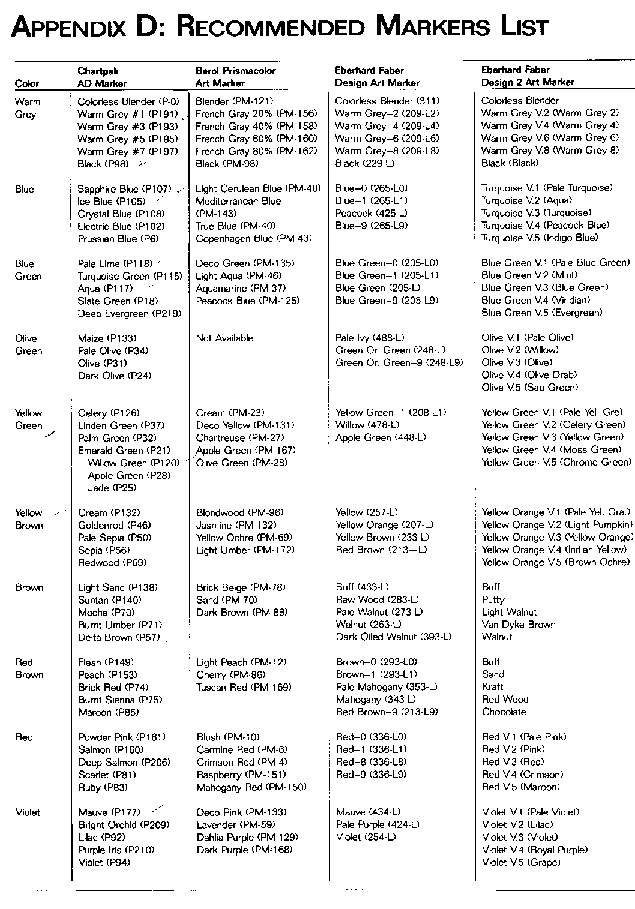 APPENDIX D: RECOMMENDED MARKERS LIST
Chartpak Berol Prismacolor Eberhard Faber Eberhard Faber
Color AD Marker Art Marker Design Art Marker Design 2 Art Marker
Warm Colorless Blender (P-0) Blender (PM-121) Colorless Blender (311) Colorless Blender
Grey Warm Grey #1 (P191) French Gray 20% (PM-156) Warm Grey-2 (209-L2) Warm Grey V.2 (Warm Grey 2)
Warm Grey #3 (P193) French Gray 40% (PM-158) Warm Grey-4 (209-L4) Warm Grey V.4 (Warm Grey 4)
Warm Grey #5 (P195) French Gray 60% (PM-160) Warm Grey-6 (209-L6) Warm Grey V.6 (Warm Grey 6)
Warm Grey #7 (P197) French Gray 80% (PM-162) Warm Grey-8 (209-L8) Warm Grey V.8 (Warm Grey 8)
Black (P98) Black (PM-98) Black (229-L) Black (Black)
Blue Sapphire Blue (P107) Light Cerulean Blue (PM-48) Blue-0 (265-L0) Turquoise V.1 (Pale Turquoise)
Ice Blue (P105) Mediterranean Blue Blue-1 (265-L1) Turquoise V.2 (Aqua)
Crystal Blue (P108) (PM-143) Peacock (425-L) Turquoise V.3 (Turquoise)
Electric Blue (P102) True Blue (PM-40) Blue-9 (265-L9) Turquoise V.4 (Peacock Blue)
Prussian Blue (P6) Copenhagen Blue (PM-43) Turquoise V.5 (Indigo Blue)
Blue Pale Lime (P118) Deco Green (PM-135) Blue Green-0 (205-L0) Blue Green V.1 (Pale Blue Green)
Green Turquoise Green (P115) Light Aqua (PM-46) Blue Green-1 (205-L1) Blue Green V.2 (Mint)
Aqua (P117) Aquamarine (PM-37) Blue Green (205-L) Blue Green V.3 (Blue Green)
Slate Green (P18) Peacock Blue (PM-125) Blue Green-9 (205-L9) Blue Green V.4 (Viridian)
Deep Evergreen (P219) Blue Green V.5 (Evergreen)
Olive Maize (P133) Not Available Pale Ivy (488-L) Olive V.1 (Pale Olive)
Green Pale Olive (P34) Green On Green (248-L) Olive V.2 (Willow)
Olive (P31) Green On Green-9 (248-L9) Olive V.3 (Olive)
Dark Olive (P24) Olive V.4 (Olive Drab)
Olive V.5 (Sau Green)
Yellow Celery (P126) Cream (PM-23) Yellow Green-1 (208-L1) Yellow Green V.1 (Pale Yel. Gre)
Green Linden Green (P37) Deco Yellow (PM-131) Willow (478-L) Yellow Green V.2 (Celery Green)
Palm Green (P32) Chartreuse (PM-27) Apple Green (448-L) Yellow Green V.3 (Yellow Green)
Emerald Green (P21) Apple Green (PM-167) Yellow Green V.4 (Moss Green)
Willow Green (P120) Olive Green (PM-28) Yellow Green V.5 (Chrome Green)
Apple Green (P28)
Jade (P25)
Yellow Cream (P132) Blondwood (PM-96) Yellow (257-L) Yellow Orange V.1 (Pale Yel. Gra)
Brown Goldenrod (P46) Jasmine (PM-132) Yellow Orange (207-L) Yellow Orange V.2 (Light Pumpkin)
Pale Sepia (P50) Yellow Ochre (PM-69) Yellow Brown (233-L) Yellow Orange V.3 (Yellow Orange)
Sepia (P56) Light Umber (PM-172) Red Brown (213-L) Yellow Orange V.4 (Indian Yellow)
Redwood (P69) Yellow Orange V.5 (Brown Ochre)
Brown Light Sand (P138) Brick Beige (PM-78) Buff (433-L) Buff
Suntan (P140) Sand (PM-70) Raw Wood (283-L) Putty
Mocha (P73) Dark Brown (PM-88) Pale Walnut (273-L) Light Walnut
Burnt Umber (P71) Walnut (263-L) Van Dyke Brown
Delta Brown (P57) Dark Oiled Walnut (393-L) Walnut
Red Flesh (P149) Light Peach (PM-12) Brown-0 (293-L0) Buff
Brown Peach (P153) Cherry (PM-86) Brown-1 (293-L1) Sand
Brick Red (P74) Tuscan Red (PM-169) Pale Mahogany (353-L) Kraft
Burnt Sienna (P75) Mahogany (343-L) Red Wood
Maroon (P85) Red Brown-9 (213-L9) Chocolate
Red Powder Pink (P181) Blush (PM-10) Red-0 (336-L0) Red V.1 (Pale Pink)
Salmon (P160) Carmine Red (PM-6) Red-1 (336-L1) Red V.2 (Pink)
Deep Salmon (P206) Crimson Red (PM-4) Red-8 (336-L8) Red V.3 (Red)
Scarlet (P81) Raspberry (PM-151) Red-9 (336-L9) Red V.4 (Crimson)
Ruby (P83) Mahogany Red (PM-150) Red V.5 (Maroon)
Violet Mauve (P177) Deco Pink (PM-133) Mauve (434-L) Violet V.1 (Pale Violet)
Bright Orchid (P209) Lavender (PM-59) Pale Purple (424-L) Violet V.2 (Lilac)
Lilac (P92) Dahlia Purple (PM-129) Violet (254-L) Violet V.3 (Violet)
Purple Iris (P210) Dark Purple (PM-168) Violet V.4 (Royal Purple)
Violet (P94) Violet V.5 (Grape)